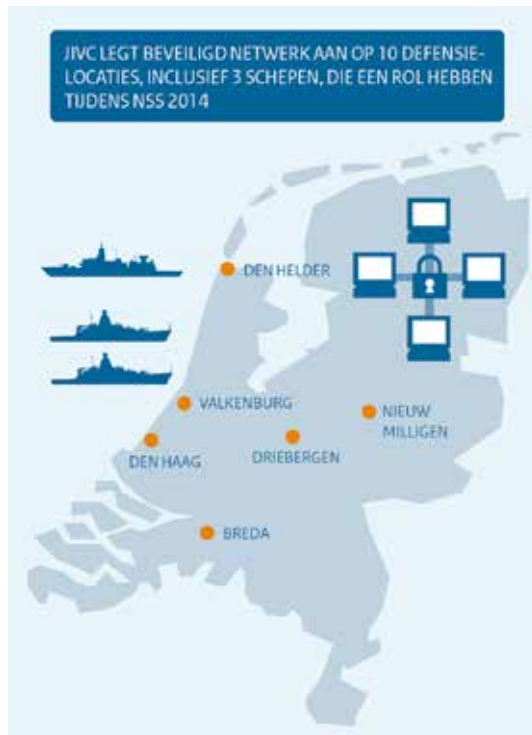 JIVC LEGT BEVEILIGD NETWERK AAN OP 10 DEFENSIE-
LOCATIES, INCLUSIEF 3 SCHEPEN, DIE EEN ROL HEBBEN
TIJDENS NSS 2014
DEN HELDER
VALKENBURG
NIEUW
MILLIGEN
DEN HAAG
DRIEBERGEN
BREDA